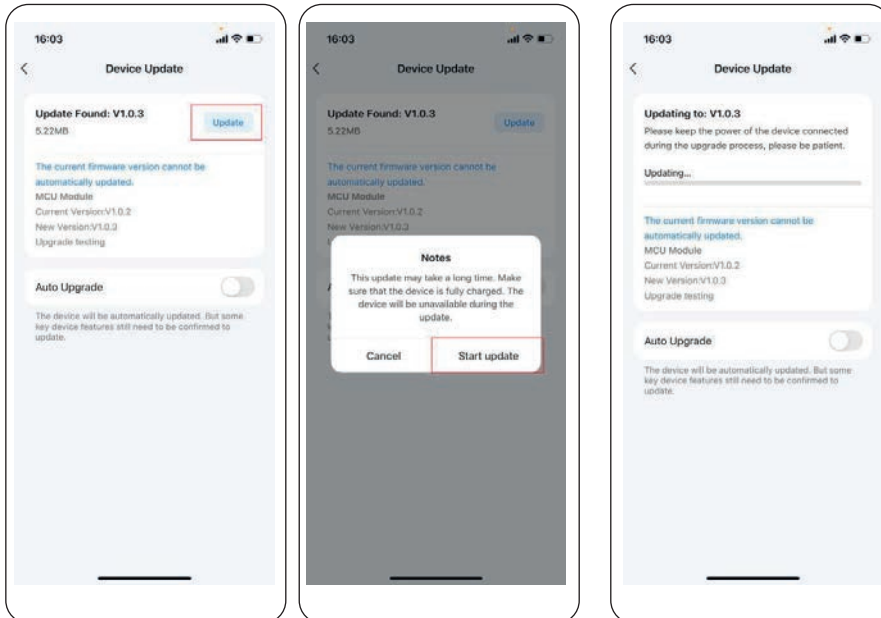 16:03
Device Update
Update Found: V1.0.3
5.22MB
Update
The current firmware version cannot be
automatically updated.
MCU Module
Current Version:V1.0.2
New Version:V1.0.3
Upgrade testing
Auto Upgrade
The device will be automatically updated. But some
key device features still need to be confirmed to
update.
16:03
Device Update
Update Found: V1.0.3
5.22MB
Update
The current firmware version cannot be
automatically updated.
MCU Module
Current Version:V1.0.2
New Version:V1.0.3
Notes
This update may take a long time. Make
sure that the device is fully charged. The
device will be unavailable during the
update.
Cancel
Start update
16:03
Device Update
Updating to: V1.0.3
Please keep the power of the device connected
during the upgrade process, please be patient.
Updating...
The current firmware version cannot be
automatically updated.
MCU Module
Current Version:V1.0.2
New Version:V1.0.3
Upgrade testing
Auto Upgrade
The device will be automatically updated. But some
key device features still need to be confirmed to
update.